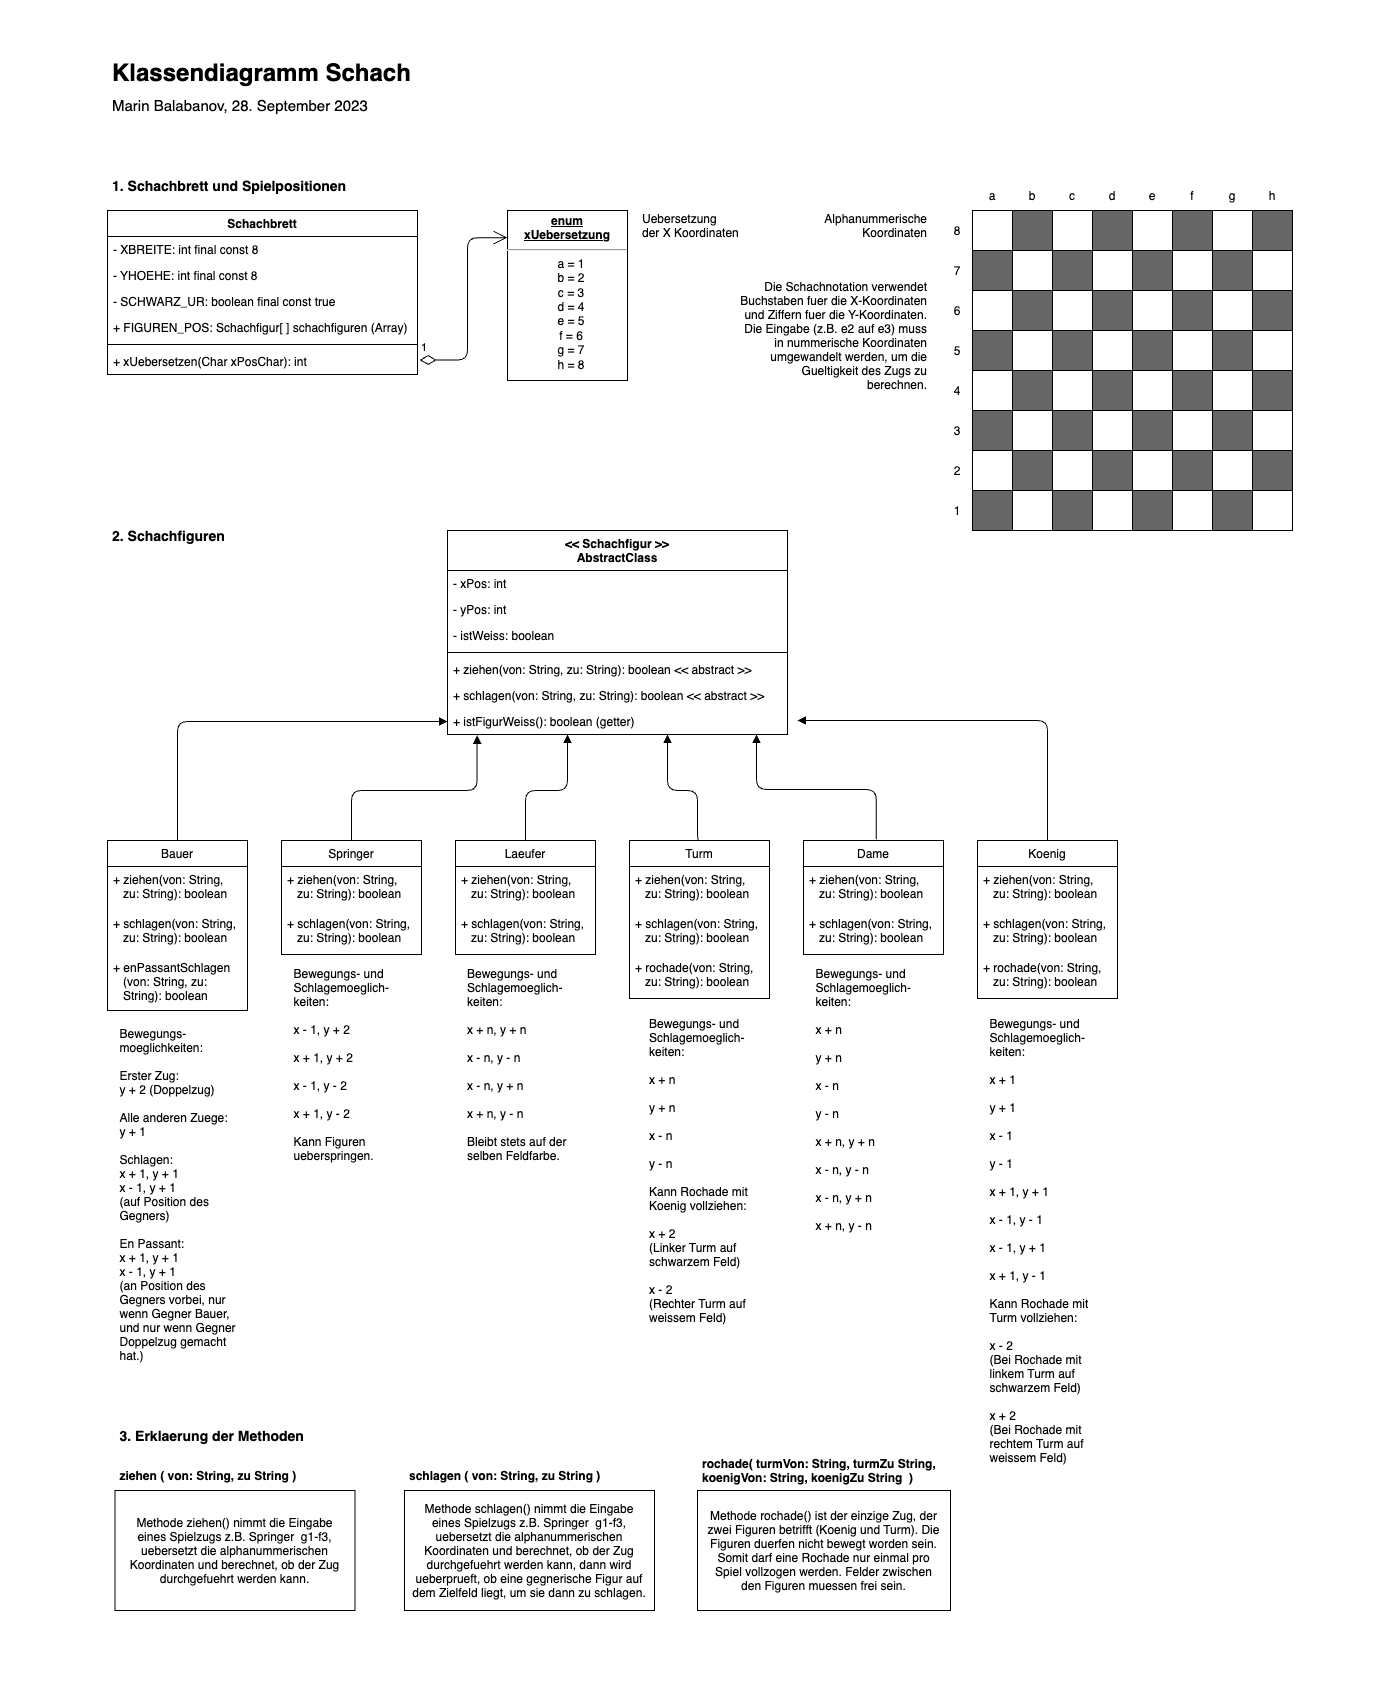 Klassendiagramm Schach
Marin Balabanov, 28. September 2023
1. Schachbrett und Spielpositionen
Schachbrett
- XBREITE: int final const 8
- YHOEHE: int final const 8
- SCHWARZ_UR: boolean final const true
+ FIGUREN_POS: Schachfigur[ ] schachfiguren (Array)
+ xUebersetzen(Char xPosChar): int
1
enum
xUebersetzung
a = 1
b = 2
c = 3
d = 4
e = 5
f = 6
g = 7
h = 8
Uebersetzung
der X Koordinaten
Alphanummerische
Koordinaten
Die Schachnotation verwendet
Buchstaben fuer die X-Koordinaten
und Ziffern fuer die Y-Koordinaten.
Die Eingabe (z.B. e2 auf e3) muss
in nummerische Koordinaten
umgewandelt werden, um die
Gueltigkeit des Zugs zu
berechnen.
a b c d e f g h
8
7
6
5
4
3
2
1
2. Schachfiguren
<< Schachfigur >>
AbstractClass
- xPos: int
- yPos: int
- istWeiss: boolean
+ ziehen(von: String, zu: String): boolean << abstract >>
+ schlagen(von: String, zu: String): boolean << abstract >>
+ istFigurWeiss(): boolean (getter)
Bauer
+ ziehen(von: String,
zu: String): boolean
+ schlagen(von: String,
zu: String): boolean
+ enPassantSchlagen
(von: String, zu:
String): boolean
Bewegungs-
moeglichkeiten:
Erster Zug:
y + 2 (Doppelzug)
Alle anderen Zuege:
y + 1
Schlagen:
x + 1, y + 1
x - 1, y + 1
(auf Position des
Gegners)
En Passant:
x + 1, y + 1
x - 1, y + 1
(an Position des
Gegners vorbei, nur
wenn Gegner Bauer,
und nur wenn Gegner
Doppelzug gemacht
hat.)
Springer
+ ziehen(von: String,
zu: String): boolean
+ schlagen(von: String,
zu: String): boolean
Bewegungs- und
Schlagemoeglich-
keiten:
x - 1, y + 2
x + 1, y + 2
x - 1, y - 2
x + 1, y - 2
Kann Figuren
ueberspringen.
Laeufer
+ ziehen(von: String,
zu: String): boolean
+ schlagen(von: String,
zu: String): boolean
Bewegungs- und
Schlagemoeglich-
keiten:
x + n, y + n
x - n, y - n
x - n, y + n
x + n, y - n
Bleibt stets auf der
selben Feldfarbe.
Turm
+ ziehen(von: String,
zu: String): boolean
+ schlagen(von: String,
zu: String): boolean
+ rochade(von: String,
zu: String): boolean
Bewegungs- und
Schlagemoeglich-
keiten:
x + n
y + n
x - n
y - n
Kann Rochade mit
Koenig vollziehen:
x + 2
(Linker Turm auf
schwarzem Feld)
x - 2
(Rechter Turm auf
weissem Feld)
Dame
+ ziehen(von: String,
zu: String): boolean
+ schlagen(von: String,
zu: String): boolean
Bewegungs- und
Schlagemoeglich-
keiten:
x + n
y + n
x - n
y - n
x + n, y + n
x - n, y - n
x - n, y + n
x + n, y - n
Koenig
+ ziehen(von: String,
zu: String): boolean
+ schlagen(von: String,
zu: String): boolean
+ rochade(von: String,
zu: String): boolean
Bewegungs- und
Schlagemoeglich-
keiten:
x + 1
y + 1
x - 1
y - 1
x + 1, y + 1
x - 1, y - 1
x - 1, y + 1
x + 1, y - 1
Kann Rochade mit
Turm vollziehen:
x - 2
(Bei Rochade mit
linkem Turm auf
schwarzem Feld)
x + 2
(Bei Rochade mit
rechtem Turm auf
weissem Feld)
3. Erklaerung der Methoden
ziehen ( von: String, zu String )
Methode ziehen() nimmt die Eingabe
eines Spielzugs z.B. Springer g1-f3,
uebersetzt die alphanummerischen
Koordinaten und berechnet, ob der Zug
durchgefuehrt werden kann.
schlagen ( von: String, zu String )
Methode schlagen() nimmt die Eingabe
eines Spielzugs z.B. Springer g1-f3,
uebersetzt die alphanummerischen
Koordinaten und berechnet, ob der Zug
durchgefuehrt werden kann, dann wird
ueberprueft, ob eine gegnerische Figur auf
dem Zielfeld liegt, um sie dann zu schlagen.
rochade( turmVon: String, turmZu String,
koenigVon: String, koenigZu String )
Methode rochade() ist der einzige Zug, der
zwei Figuren betrifft (Koenig und Turm). Die
Figuren duerfen nicht bewegt worden sein.
Somit darf eine Rochade nur einmal pro
Spiel vollzogen werden. Felder zwischen
den Figuren muessen frei sein.